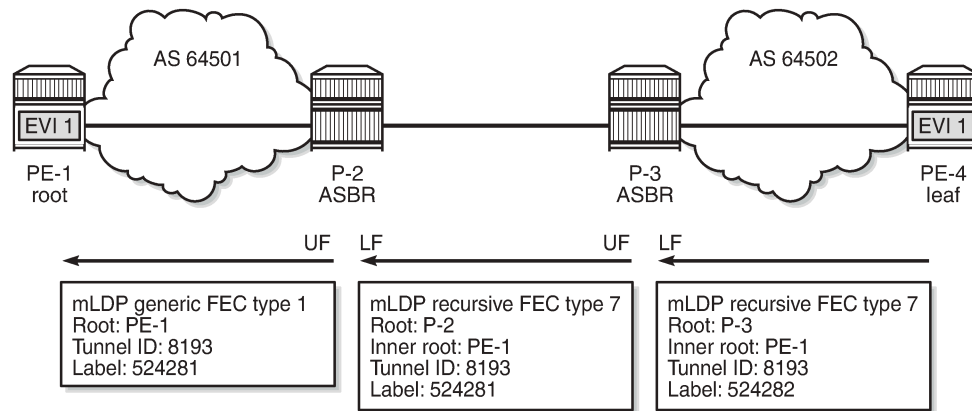 AS 64501
AS 64502
EVI 1
EVI 1
PE-1
root
P-2
ASBR
P-3
ASBR
PE-4
leaf
UF
LF
UF
LF
mLDP generic FEC type 1
Root: PE-1
Tunnel ID: 8193
Label: 524281
mLDP recursive FEC type 7
Root: P-2
Inner root: PE-1
Tunnel ID: 8193
Label: 524281
mLDP recursive FEC type 7
Root: P-3
Inner root: PE-1
Tunnel ID: 8193
Label: 524282